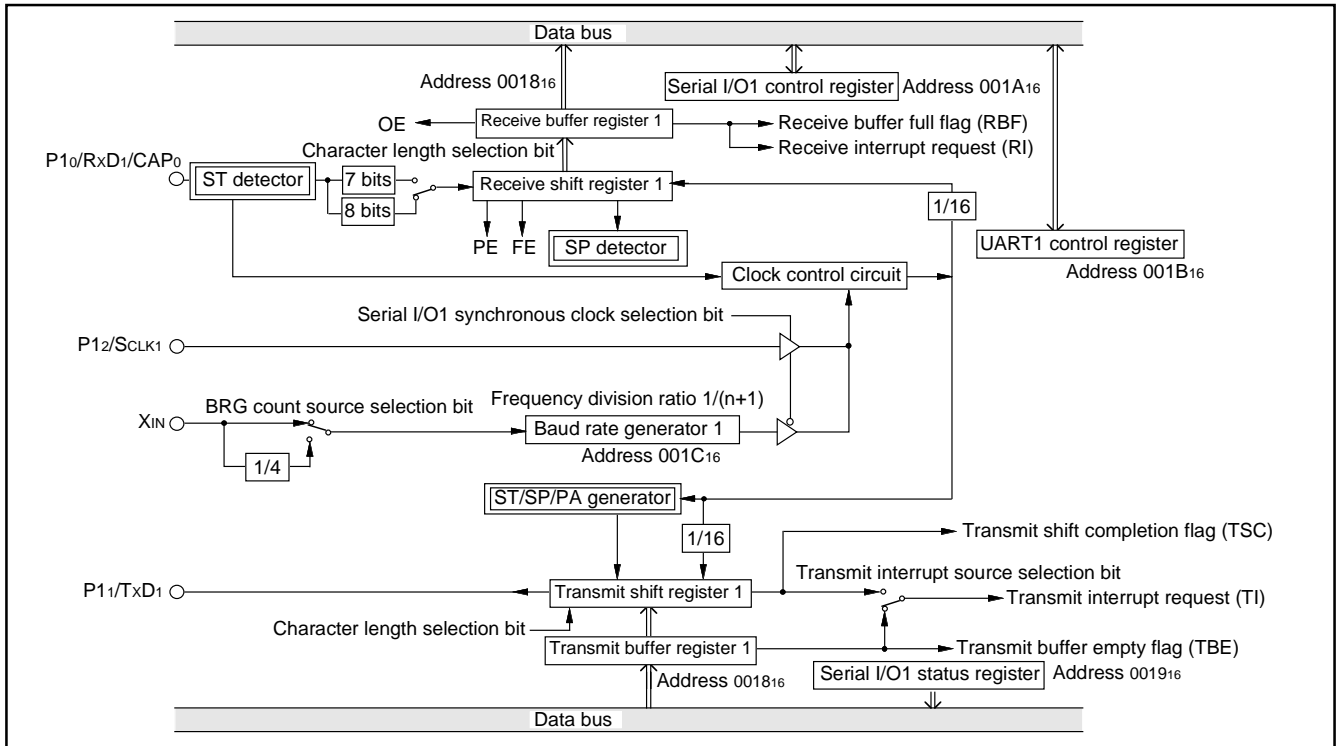 Data bus
Address 001816
Serial I/O1 control register
Address 001A16
OE
Receive buffer register 1
Receive buffer full flag (RBF)
Receive interrupt request (RI)
Character length selection bit
P10/RxD1/CAP0
ST detector
7 bits
8 bits
Receive shift register 1
1/16
PE
FE
SP detector
UART1 control register
Address 001B16
Clock control circuit
Serial I/O1 synchronous clock selection bit
P12/SCLK1
BRG count source selection bit
Frequency division ratio 1/(n+1)
XIN
Baud rate generator 1
Address 001C16
1/4
ST/SP/PA generator
1/16
Transmit shift completion flag (TSC)
Transmit interrupt source selection bit
P11/TxD1
Transmit shift register 1
Transmit interrupt request (TI)
Character length selection bit
Transmit buffer register 1
Transmit buffer empty flag (TBE)
Address 001816
Serial I/O1 status register
Address 001916
Data bus